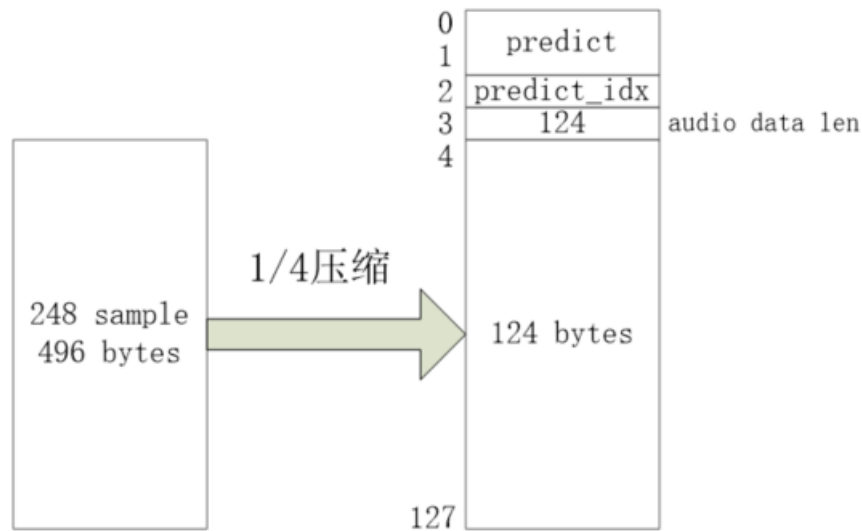 0
predict
1
2 predict_idx
3 124 audio data len
4
1/4压缩
248 sample
496 bytes
124 bytes
127